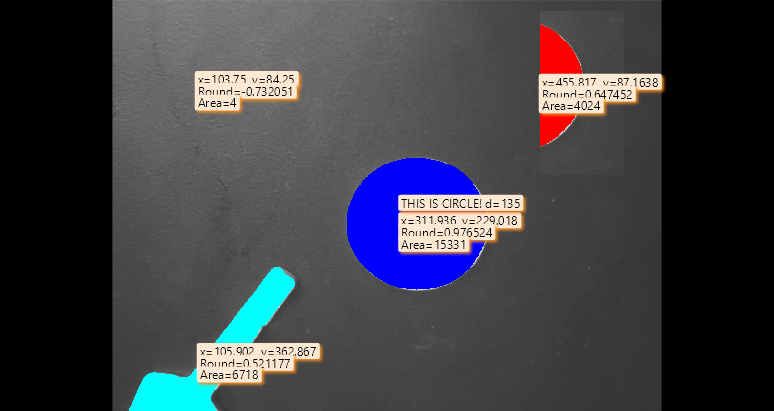 x=103.75 y=84.25
Round=-0.732051
Area=4
x=455.817 y=87.1638
Round=0.647452
Area=4024
THIS IS CIRCLE! d=135
x=311.936 y=229.018
Round=0.976524
Area=15331
x=105.902 y=362.867
Round=0.521177
Area=6718